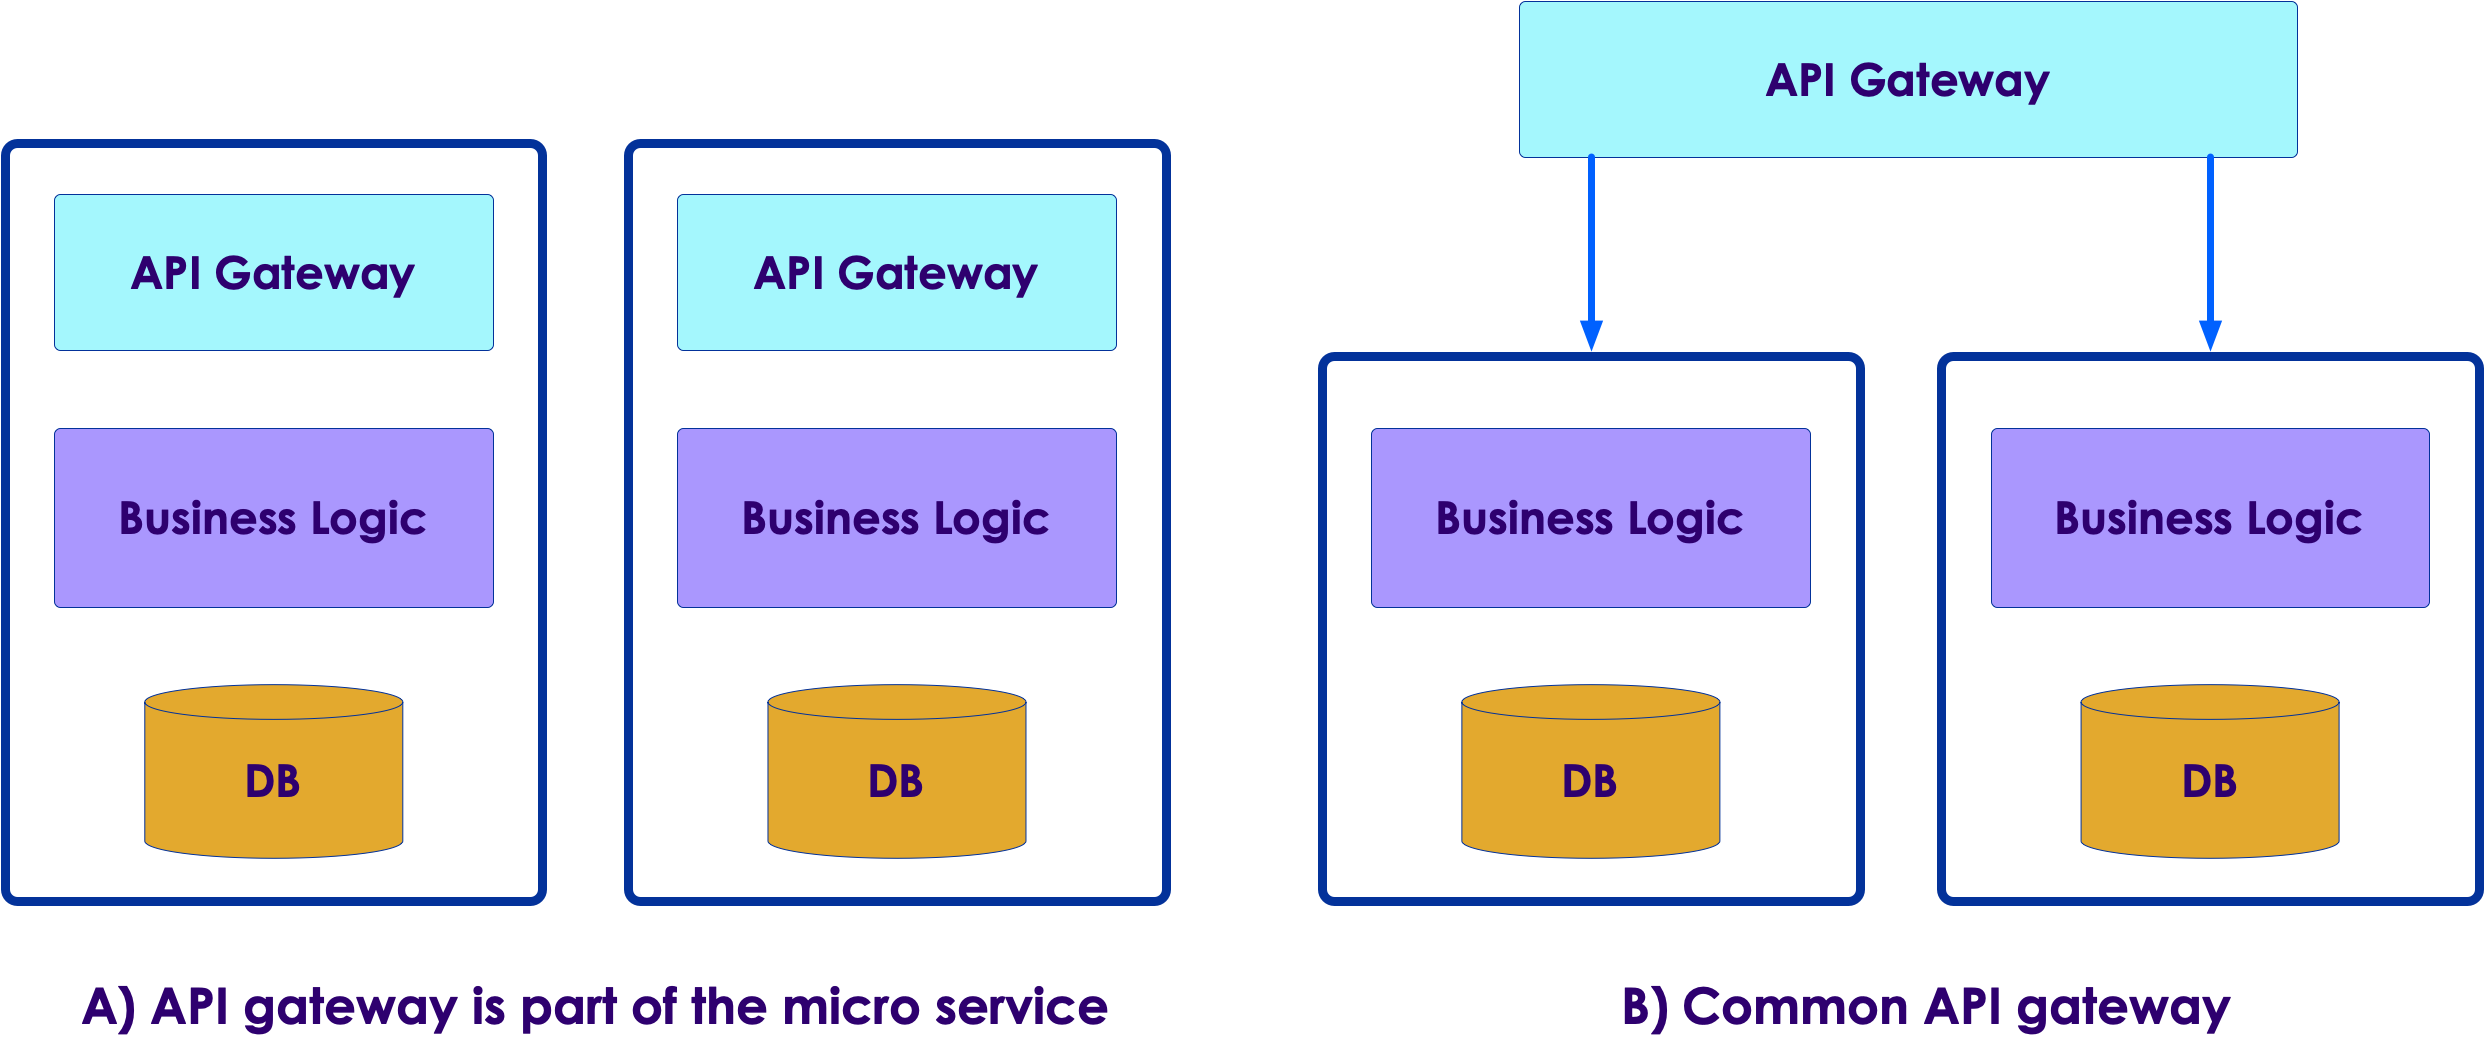 API Gateway
API Gateway
Business Logic
Business Logic
DB
DB
A) API gateway is part of the micro service
API Gateway
Business Logic
Business Logic
DB
DB
B) Common API gateway